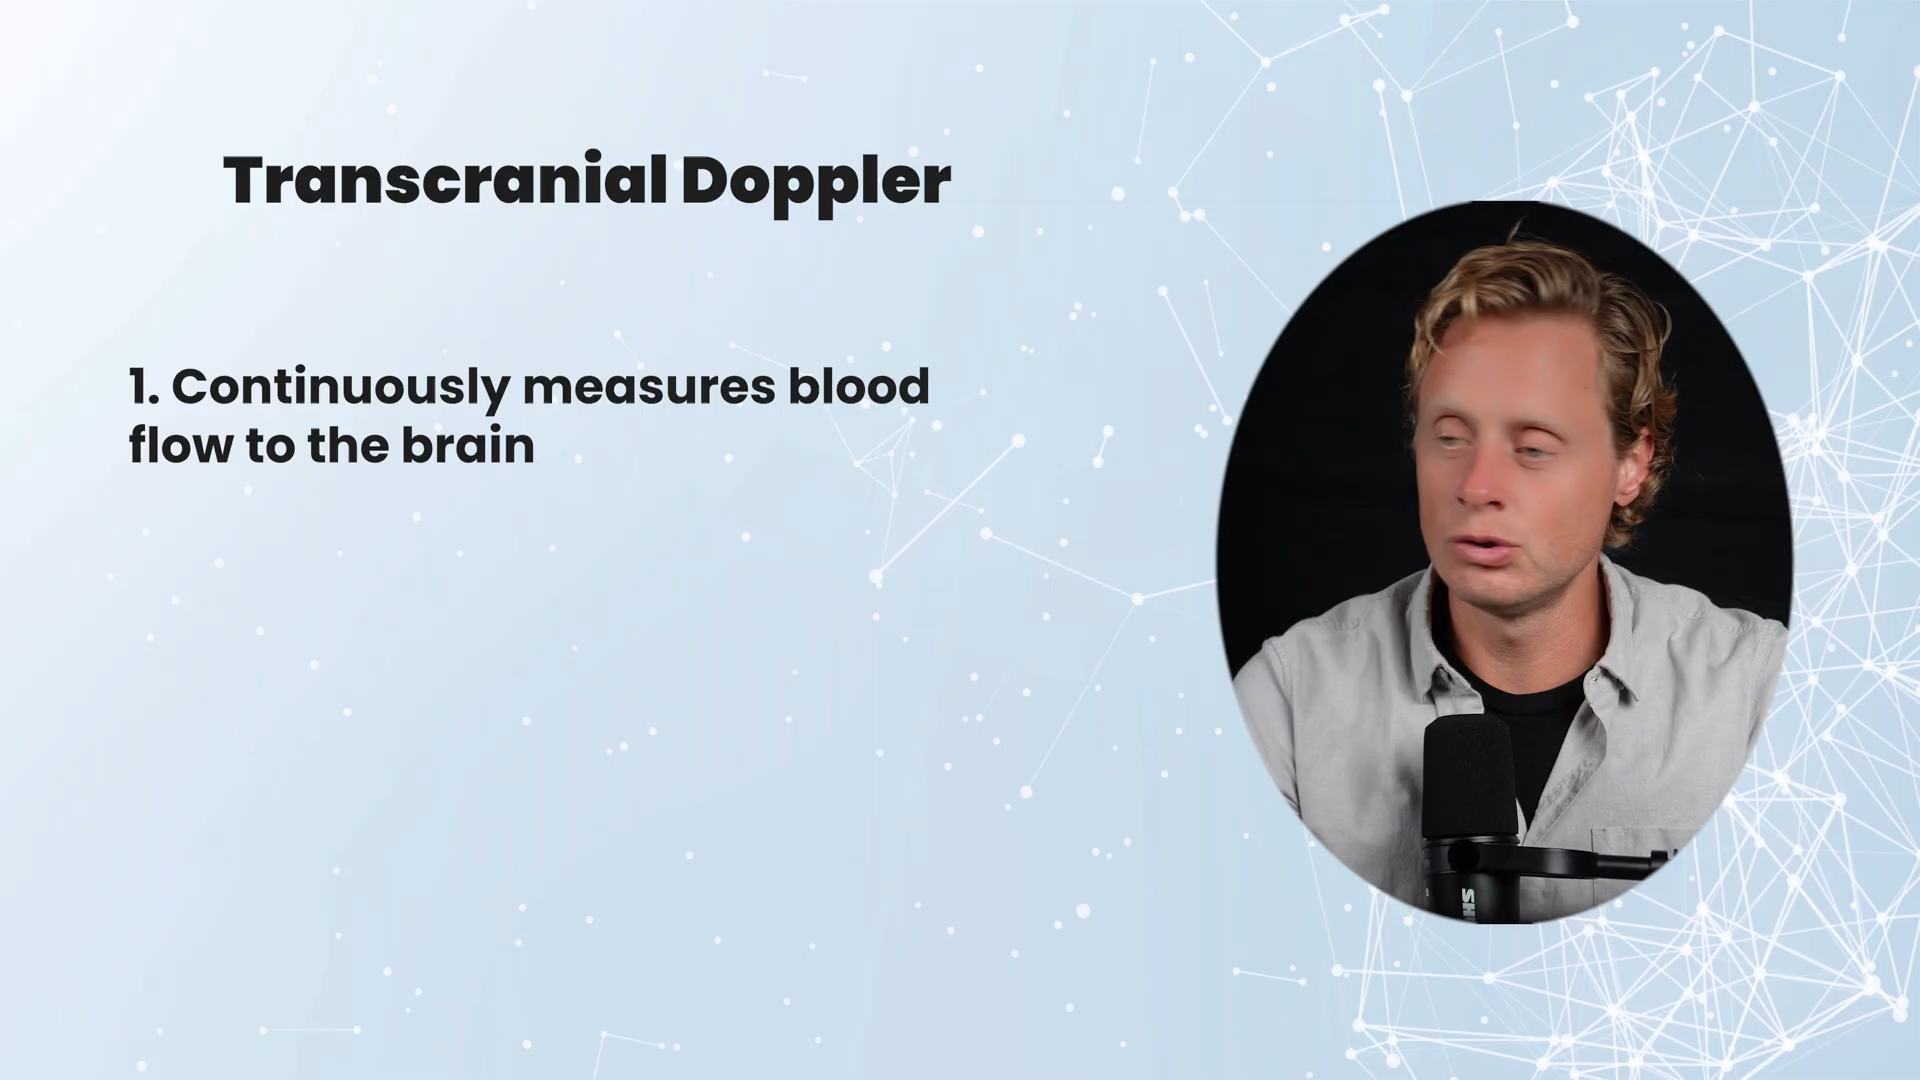 Transcranial Doppler
1. Continuously measures blood
flow to the brain